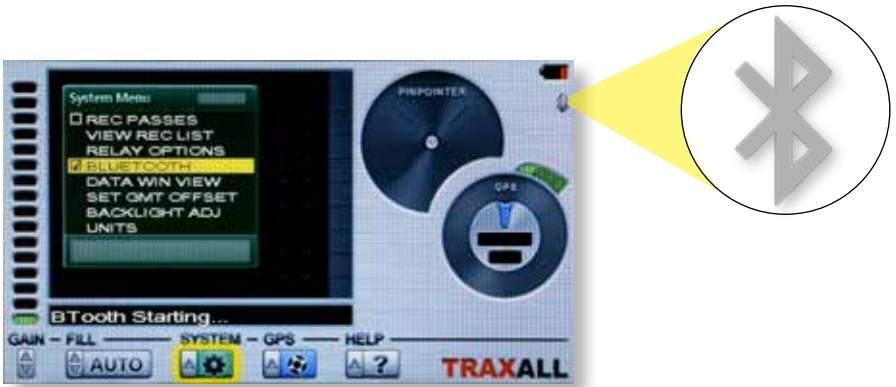 System Menu
REC PASSES
VIEW REC LIST
RELAY OPTIONS
BLUETOOTH
DATA WIN VIEW
SET GMT OFFSET
BACKLIGHT ADJ
UNITS
PINPOINTER
GPS
BTooth Starting...
GAIN FILL SYSTEM GPS HELP
AUTO ?
TRAXALL